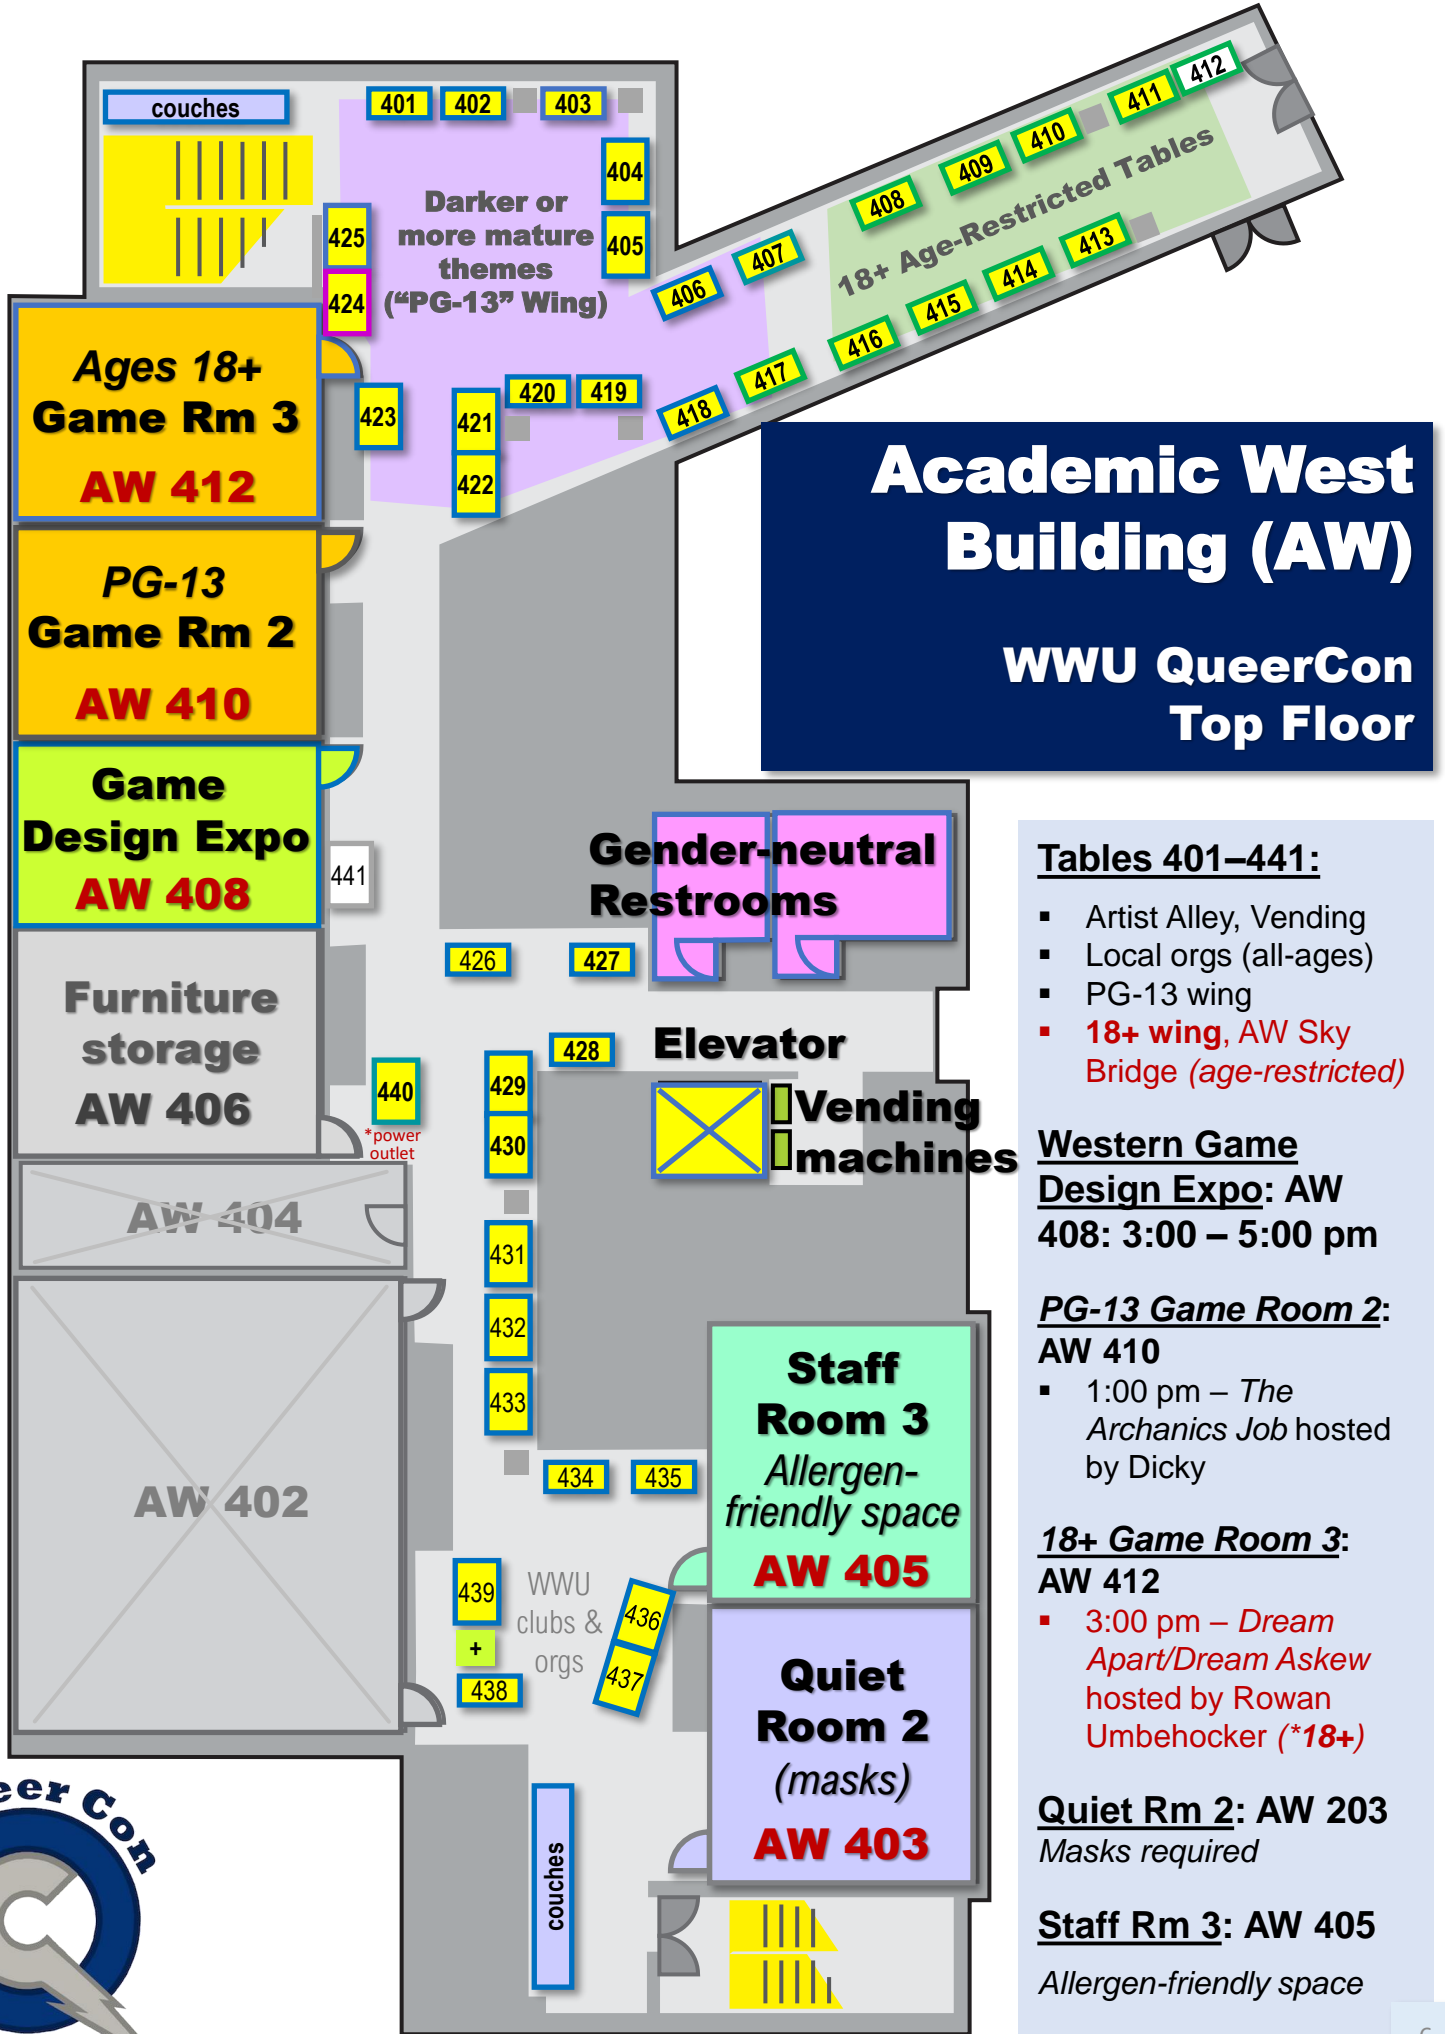 couches
401
402
403
404
405
Darker or
more mature
themes
("PG-13" Wing)
425
424
406
407
408
409
410
411
412
18+ Age-Restricted Tables
413
414
415
416
417
418
419
420
421
422
423
Ages 18+
Game Rm 3
AW 412
PG-13
Game Rm 2
AW 410
Game
Design Expo
AW 408
441
Furniture
storage
AW 406
440
*power
outlet
AW 404
AW 402
Academic West
Building (AW)
WWU QueerCon
Top Floor
Gender-neutral
Restrooms
426
427
428
Elevator
Vending
machines
429
430
431
432
433
434
435
Staff
Room 3
Allergen-
friendly space
AW 405
439
+
438
WWU
clubs &
orgs
436
437
Quiet
Room 2
(masks)
AW 403
couches
Tables 401–441:
▪ Artist Alley, Vending
▪ Local orgs (all-ages)
▪ PG-13 wing
▪ 18+ wing, AW Sky
Bridge (age-restricted)
Western Game
Design Expo: AW
408: 3:00 – 5:00 pm
PG-13 Game Room 2:
AW 410
▪ 1:00 pm – The
Archanics Job hosted
by Dicky
18+ Game Room 3:
AW 412
▪ 3:00 pm – Dream
Apart/Dream Askew
hosted by Rowan
Umbehocker (*18+)
Quiet Rm 2: AW 203
Masks required
Staff Rm 3: AW 405
Allergen-friendly space
eer Con